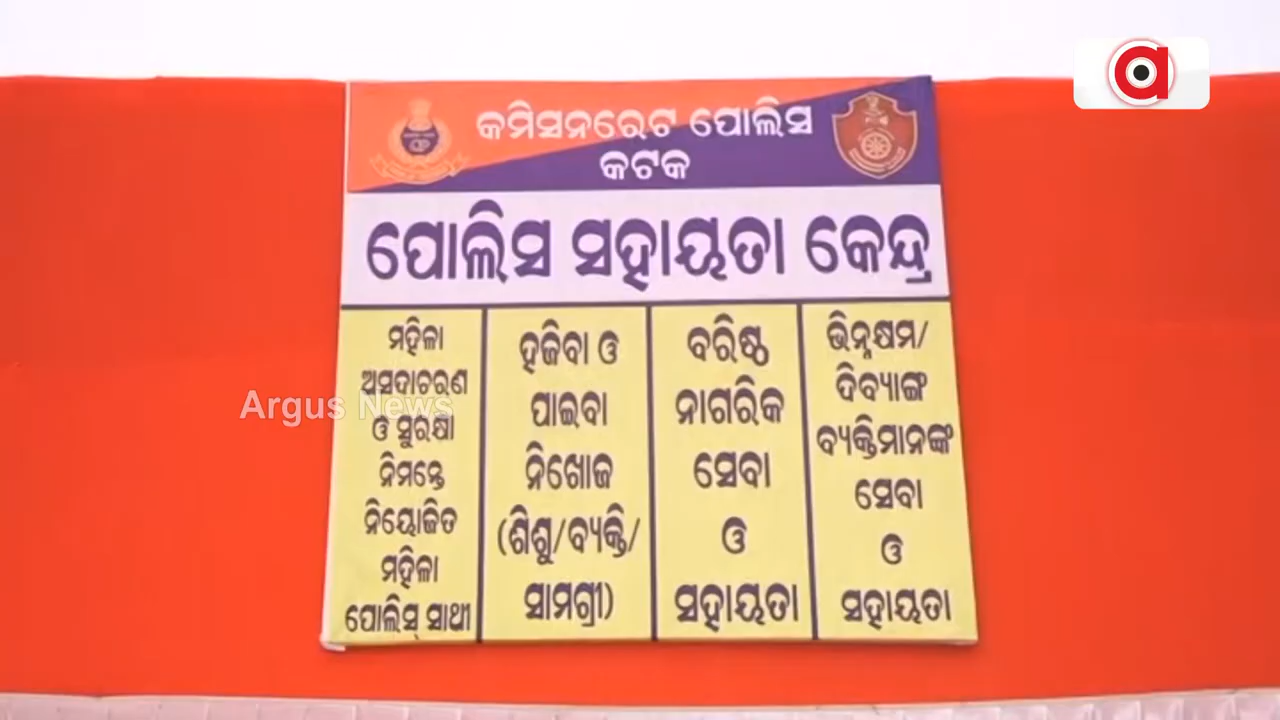 କମିସନରେଟ ପୋଲିସ
କଟକ
ପୋଲିସ ସହାୟତା କେନ୍ଦ୍ର
ମହିଳା
ଅସଦାଚରଣ
ଓ ସୁରକ୍ଷା
ନିମନ୍ତେ
ନିୟୋଜିତ
ମହିଳା
ପୋଲିସ୍ ସାଥୀ
ହଜିବା ଓ
ପାଇବା
ନିଖୋଜ
(ଶିଶୁ/ବ୍ୟକ୍ତି/
ସାମଗ୍ରୀ)
ବରିଷ୍ଠ
ନାଗରିକ
ସେବା
ଓ
ସହାୟତା
ଭିନ୍ନକ୍ଷମ/
ଦିବ୍ୟାଙ୍ଗ
ବ୍ୟକ୍ତିମାନଙ୍କ
ସେବା
ଓ
ସହାୟତା
Argus News
a